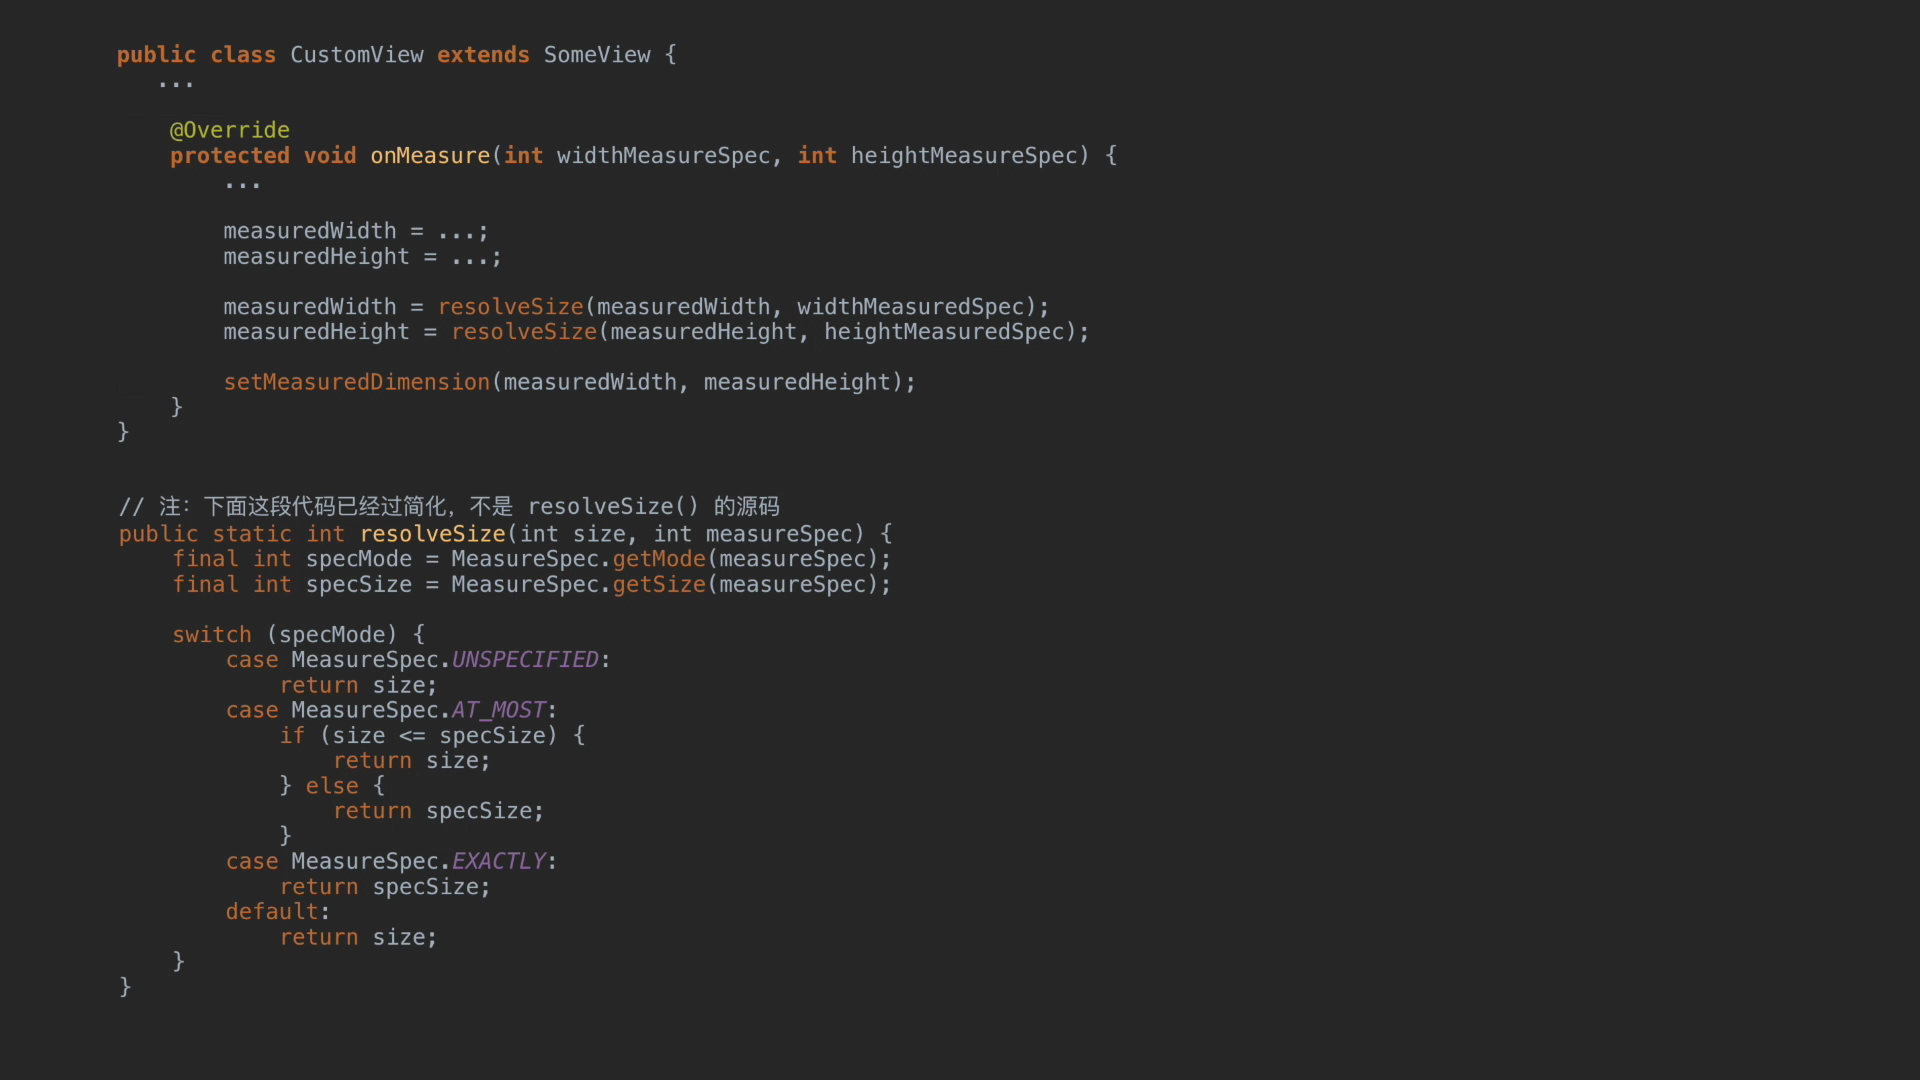 public class CustomView extends SomeView {
...
@Override
protected void onMeasure(int widthMeasureSpec, int heightMeasureSpec) {
...
measuredWidth = ...;
measuredHeight = ...;
measuredWidth = resolveSize(measuredWidth, widthMeasuredSpec);
measuredHeight = resolveSize(measuredHeight, heightMeasuredSpec);
setMeasuredDimension(measuredWidth, measuredHeight);
}
}
// 注：下面这段代码已经过简化，不是 resolveSize() 的源码
public static int resolveSize(int size, int measureSpec) {
final int specMode = MeasureSpec.getMode(measureSpec);
final int specSize = MeasureSpec.getSize(measureSpec);
switch (specMode) {
case MeasureSpec.UNSPECIFIED:
return size;
case MeasureSpec.AT_MOST:
if (size <= specSize) {
return size;
} else {
return specSize;
}
case MeasureSpec.EXACTLY:
return specSize;
default:
return size;
}
}